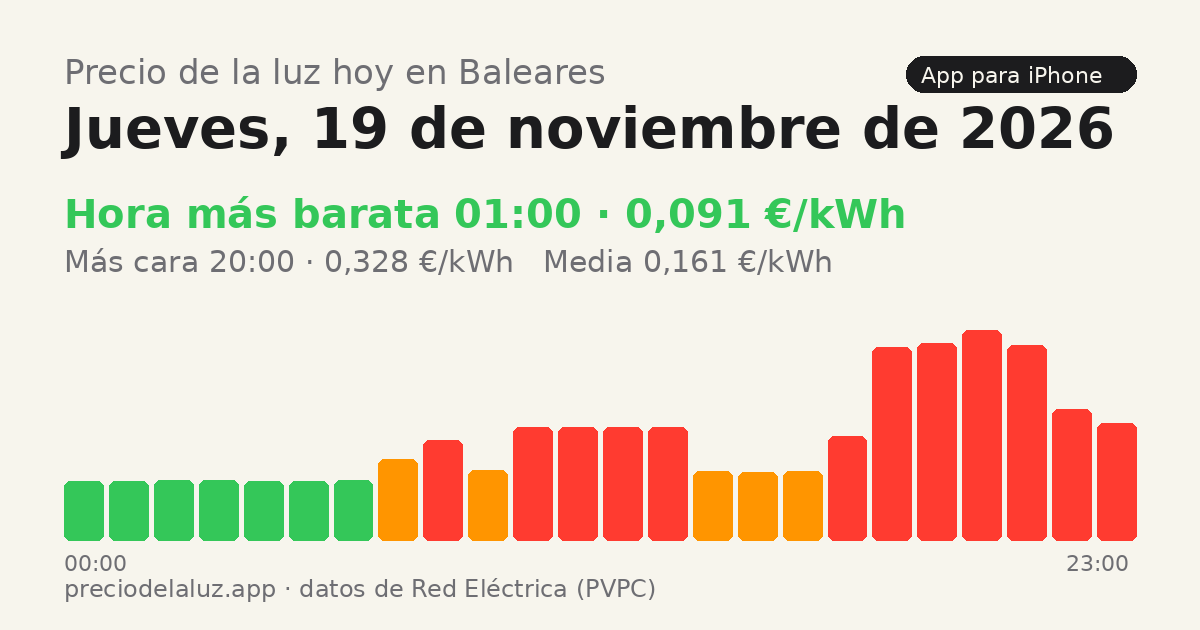 Precio de la luz hoy en Baleares
App para iPhone
Jueves, 19 de noviembre de 2026
Hora más barata 01:00 · 0,091 €/kWh
Más cara 20:00 · 0,328 €/kWh Media 0,161 €/kWh
00:00
23:00
preciodelaluz.app · datos de Red Eléctrica (PVPC)